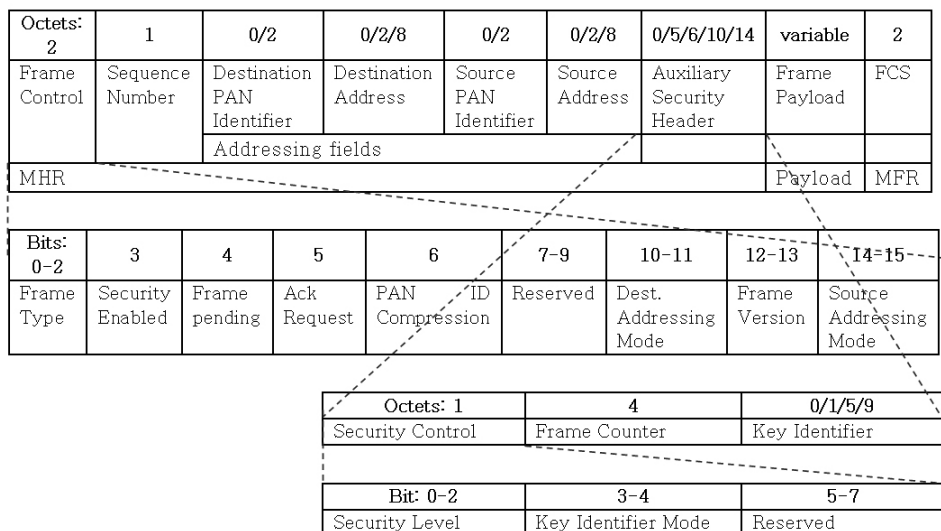 Octets: 2 1 0/2 0/2/8 0/2 0/2/8 0/5/6/10/14 variable 2
Frame Control Sequence Number Destination PAN Identifier Destination Address Source PAN Identifier Source Address Auxiliary Security Header Frame Payload FCS
Addressing fields
MHR Payload MFR
Bits: 0-2 3 4 5 6 7-9 10-11 12-13 14-15
Frame Type Security Enabled Frame pending Ack Request PAN ID Compression Reserved Dest. Addressing Mode Frame Version Source Addressing Mode
Octets: 1 4 0/1/5/9
Security Control Frame Counter Key Identifier
Bit: 0-2 3-4 5-7
Security Level Key Identifier Mode Reserved